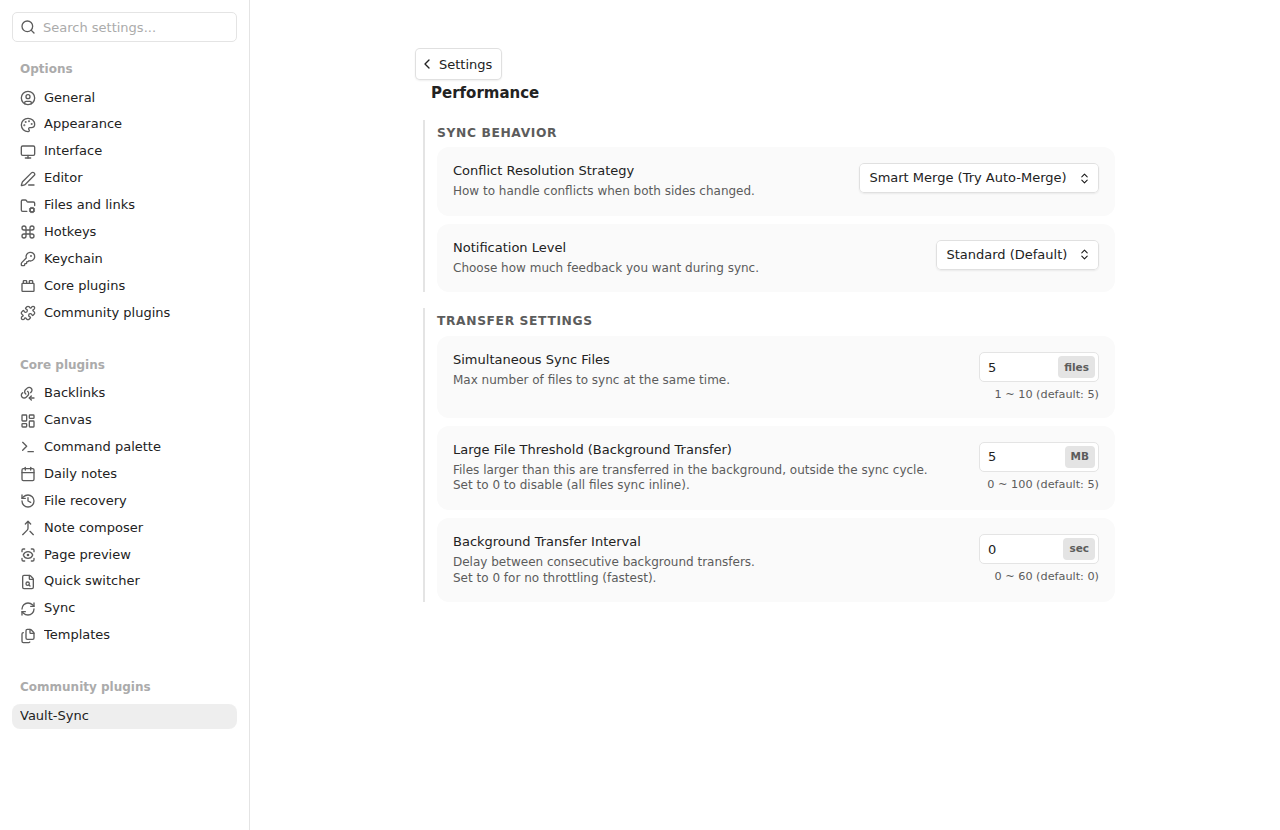 Search settings...
Options
General
Appearance
Interface
Editor
Files and links
Hotkeys
Keychain
Core plugins
Community plugins
Core plugins
Backlinks
Canvas
Command palette
Daily notes
File recovery
Note composer
Page preview
Quick switcher
Sync
Templates
Community plugins
Vault-Sync
Settings
Performance
SYNC BEHAVIOR
Conflict Resolution Strategy
How to handle conflicts when both sides changed.
Smart Merge (Try Auto-Merge)
Notification Level
Choose how much feedback you want during sync.
Standard (Default)
TRANSFER SETTINGS
Simultaneous Sync Files
Max number of files to sync at the same time.
5 files
1 ~ 10 (default: 5)
Large File Threshold (Background Transfer)
Files larger than this are transferred in the background, outside the sync cycle.
Set to 0 to disable (all files sync inline).
5 MB
0 ~ 100 (default: 5)
Background Transfer Interval
Delay between consecutive background transfers.
Set to 0 for no throttling (fastest).
0 sec
0 ~ 60 (default: 0)